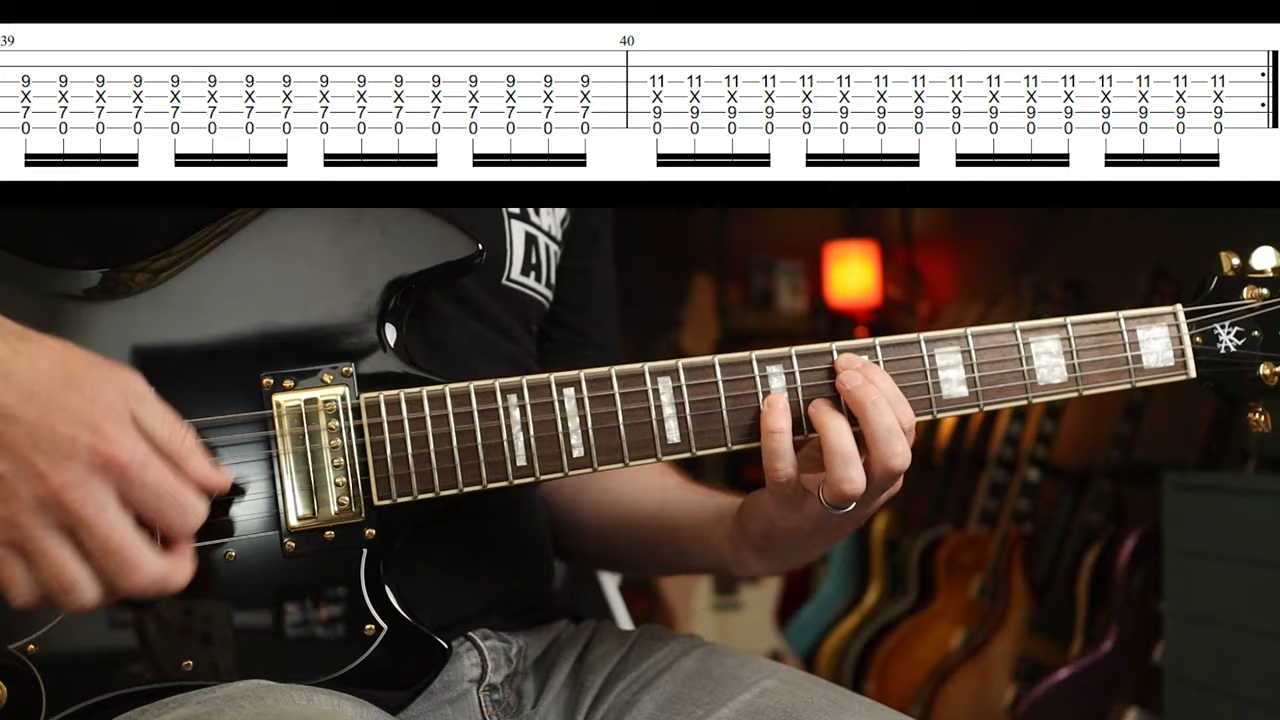 39 40
9 9 9 9 9 9 9 9 9 9 9 9 9 9 9 9 11 11 11 11 11 11 11 11 11 11 11 11 11 11 11 11
X X X X X X X X X X X X X X X X X X X X X X X X X X X X X X X X
7 7 7 7 7 7 7 7 7 7 7 7 7 7 7 7 9 9 9 9 9 9 9 9 9 9 9 9 9 9 9 9
0 0 0 0 0 0 0 0 0 0 0 0 0 0 0 0 0 0 0 0 0 0 0 0 0 0 0 0 0 0 0 0